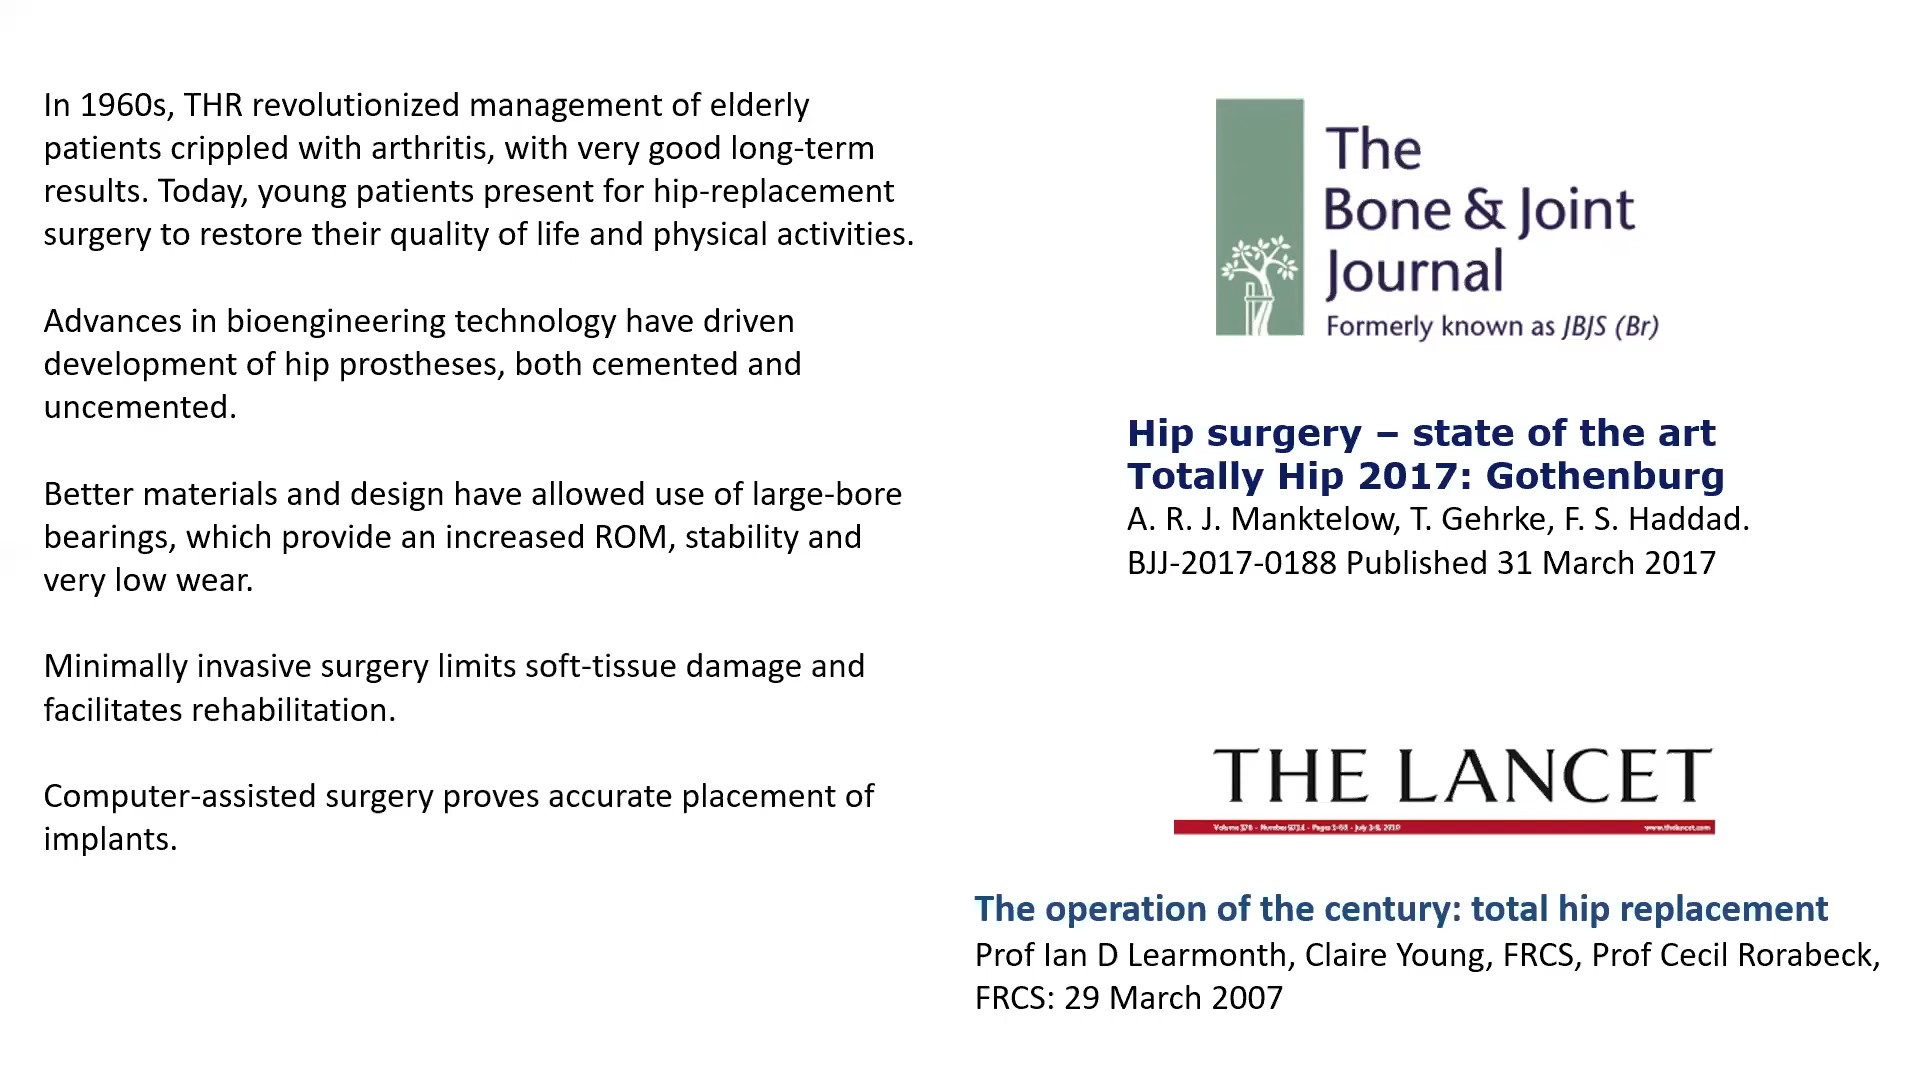 In 1960s, THR revolutionized management of elderly
patients crippled with arthritis, with very good long-term
results. Today, young patients present for hip-replacement
surgery to restore their quality of life and physical activities.
Advances in bioengineering technology have driven
development of hip prostheses, both cemented and
uncemented.
Better materials and design have allowed use of large-bore
bearings, which provide an increased ROM, stability and
very low wear.
Minimally invasive surgery limits soft-tissue damage and
facilitates rehabilitation.
Computer-assisted surgery proves accurate placement of
implants.
The
Bone & Joint
Journal
Formerly known as JBJS (Br)
Hip surgery – state of the art
Totally Hip 2017: Gothenburg
A. R. J. Manktelow, T. Gehrke, F. S. Haddad.
BJJ-2017-0188 Published 31 March 2017
THE LANCET
www.thelancet.com
The operation of the century: total hip replacement
Prof Ian D Learmonth, Claire Young, FRCS, Prof Cecil Rorabeck,
FRCS: 29 March 2007